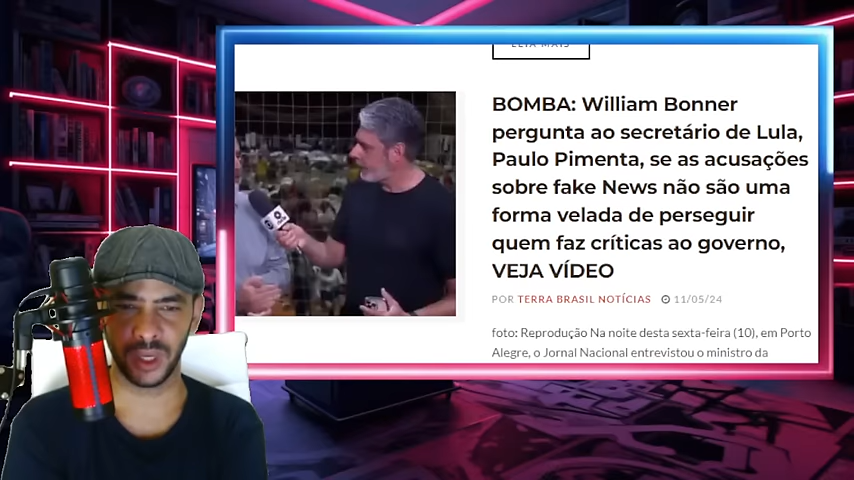 LEIA MAIS
BOMBA: William Bonner
pergunta ao secretário de Lula,
Paulo Pimenta, se as acusações
sobre fake News não são uma
forma velada de perseguir
quem faz críticas ao governo,
VEJA VÍDEO
POR TERRA BRASIL NOTÍCIAS 11/05/24
foto: Reprodução Na noite desta sexta-feira (10), em Porto
Alegre, o Jornal Nacional entrevistou o ministro da